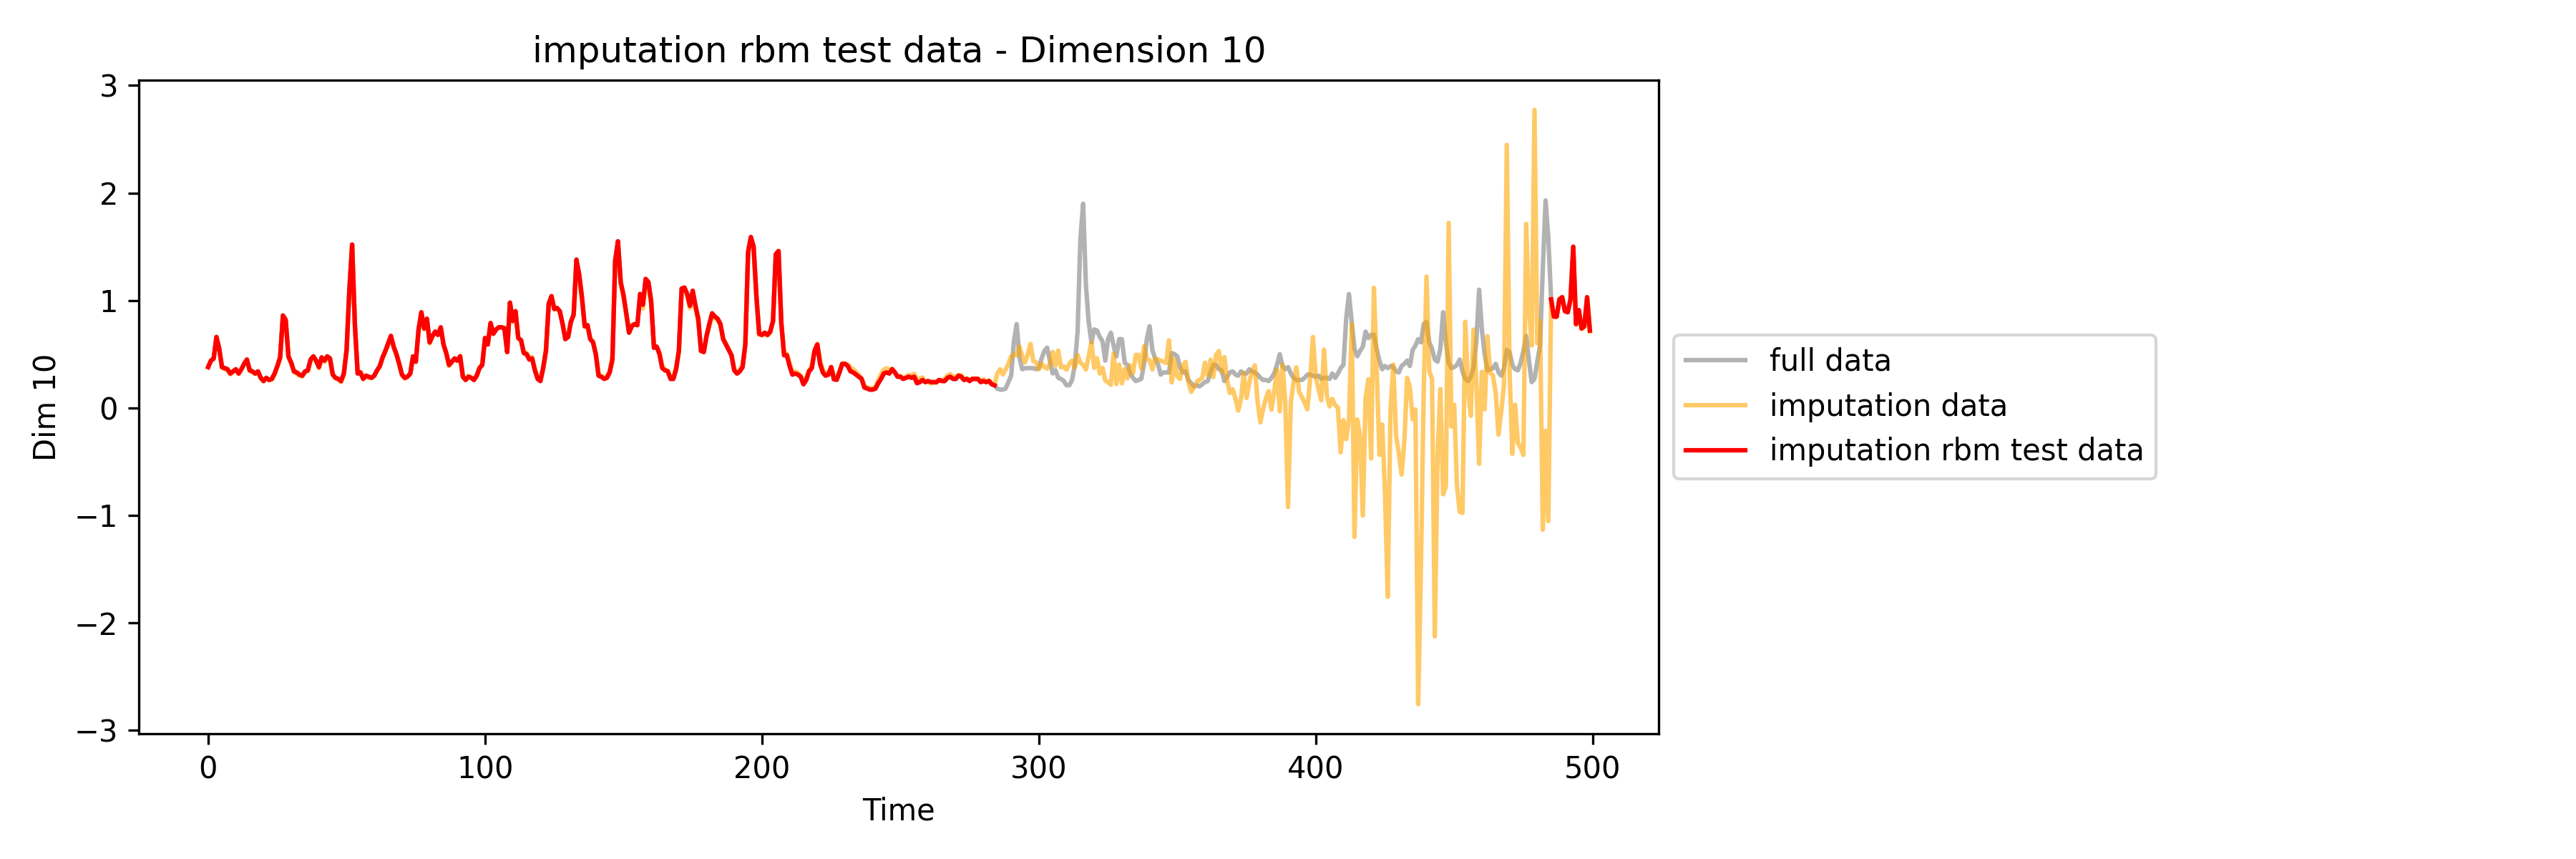 imputation rbm test data - Dimension 10
3
2
1
0
−1
−2
−3
Dim 10
0 100 200 300 400 500
Time
full data
imputation data
imputation rbm test data